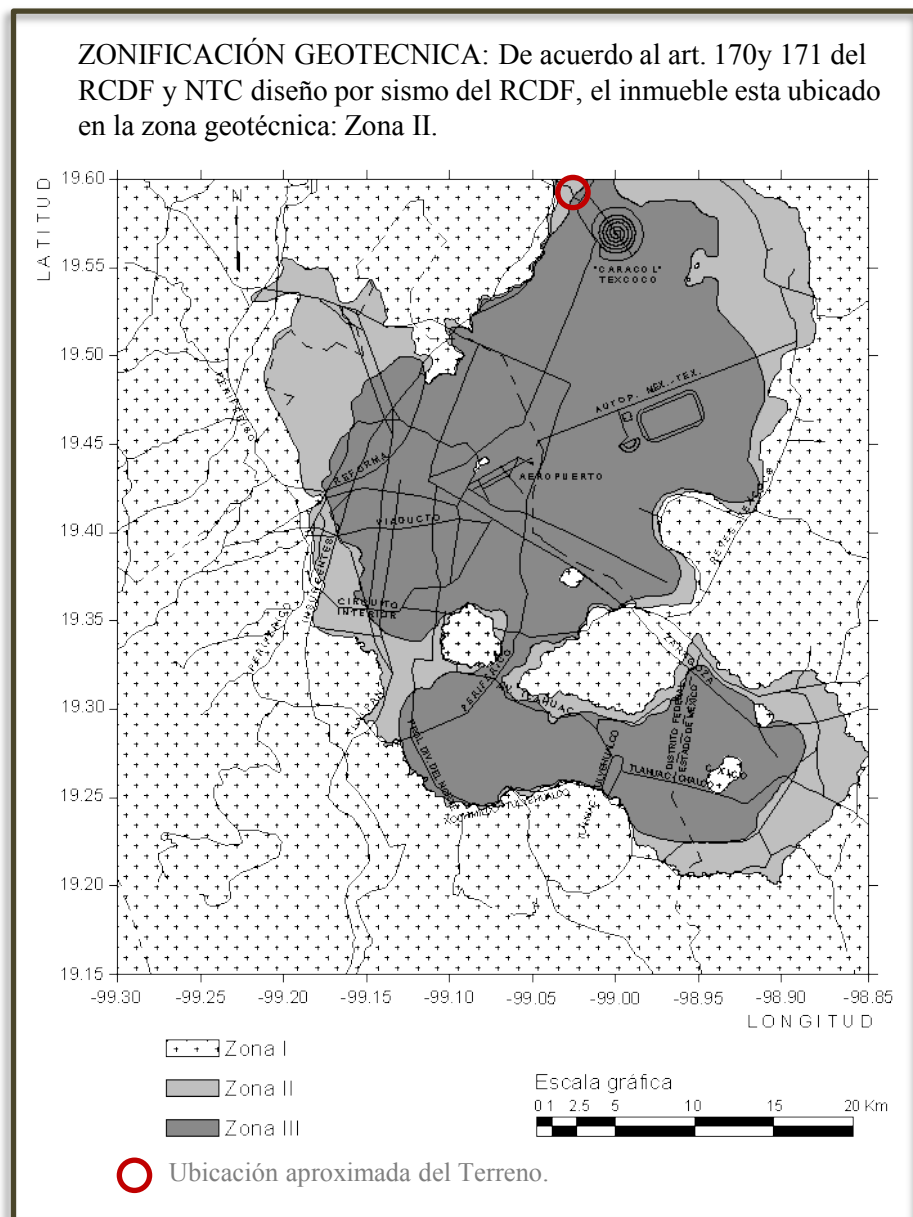 ZONIFICACIÓN GEOTECNICA: De acuerdo al art. 170y 171 del
RCDF y NTC diseño por sismo del RCDF, el inmueble esta ubicado
en la zona geotécnica: Zona II.
LATITUD
19.60
19.55
19.50
19.45
19.40
19.35
19.30
19.25
19.20
19.15
N
"CARACOL"
TEXCOCO
AUTOP. MEX.-TEX.
PERIFERICO
REFORMA
AEROPUERTO
VIADUCTO
INSURGENTES
CIRCUITO
INTERIOR
PERIFERICO
ZARAGOZA
PERIFÉRICO
TLAHUAC
DISTRITO FEDERAL
ESTADO DE MÉXICO
TLAHUAC
CHALCO
-99.30
-99.25
-99.20
-99.15
-99.10
-99.05
-99.00
-98.95
-98.90
-98.85
LONGITUD
Zona I
Zona II
Zona III
Escala gráfica
0 1 2.5 5 10 15 20 Km
Ubicación aproximada del Terreno.